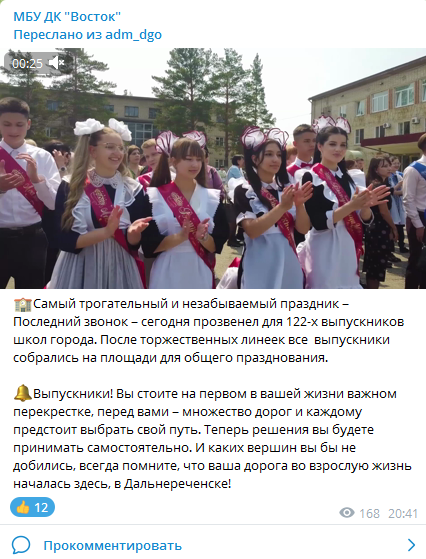 МБУ ДК "Восток"
Переслано из adm_dgo
00:25
🏫Самый трогательный и незабываемый праздник –
Последний звонок – сегодня прозвенел для 122-х выпускников
школ города. После торжественных линеек все выпускники
собрались на площади для общего празднования.
🔔Выпускники! Вы стоите на первом в вашей жизни важном
перекрестке, перед вами – множество дорог и каждому
предстоит выбрать свой путь. Теперь решения вы будете
принимать самостоятельно. И каких вершин вы бы не
добились, всегда помните, что ваша дорога во взрослую жизнь
началась здесь, в Дальнереченске!
👍 12
168 20:41
Прокомментировать